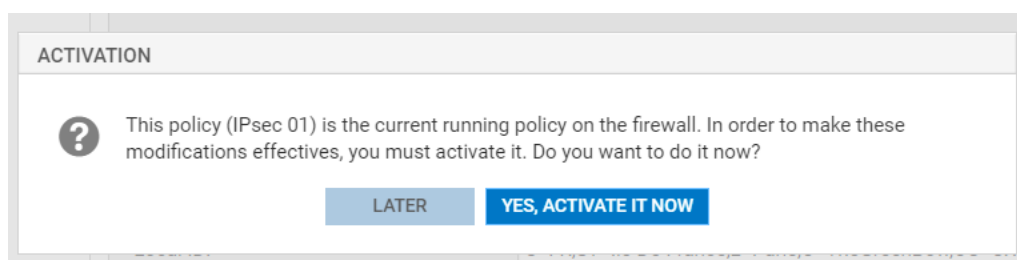 ACTIVATION
This policy (IPsec 01) is the current running policy on the firewall. In order to make these
modifications effectives, you must activate it. Do you want to do it now?
LATER
YES, ACTIVATE IT NOW